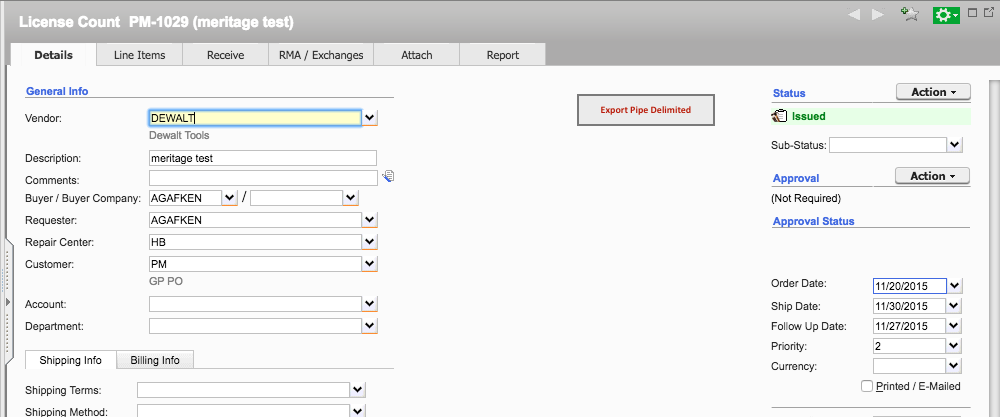 License Count PM-1029 (meritage test)
Details Line Items Receive RMA / Exchanges Attach Report
General Info
Vendor: DEWALT
Dewalt Tools
Description: meritage test
Comments:
Buyer / Buyer Company: AGAFKEN /
Requester: AGAFKEN
Repair Center: HB
Customer: PM
GP PO
Account:
Department:
Shipping Info Billing Info
Shipping Terms:
Shipping Method:
Export Pipe Delimited
Status Action
Issued
Sub-Status:
Approval Action
(Not Required)
Approval Status
Order Date: 11/20/2015
Ship Date: 11/30/2015
Follow Up Date: 11/27/2015
Priority: 2
Currency:
Printed / E-Mailed